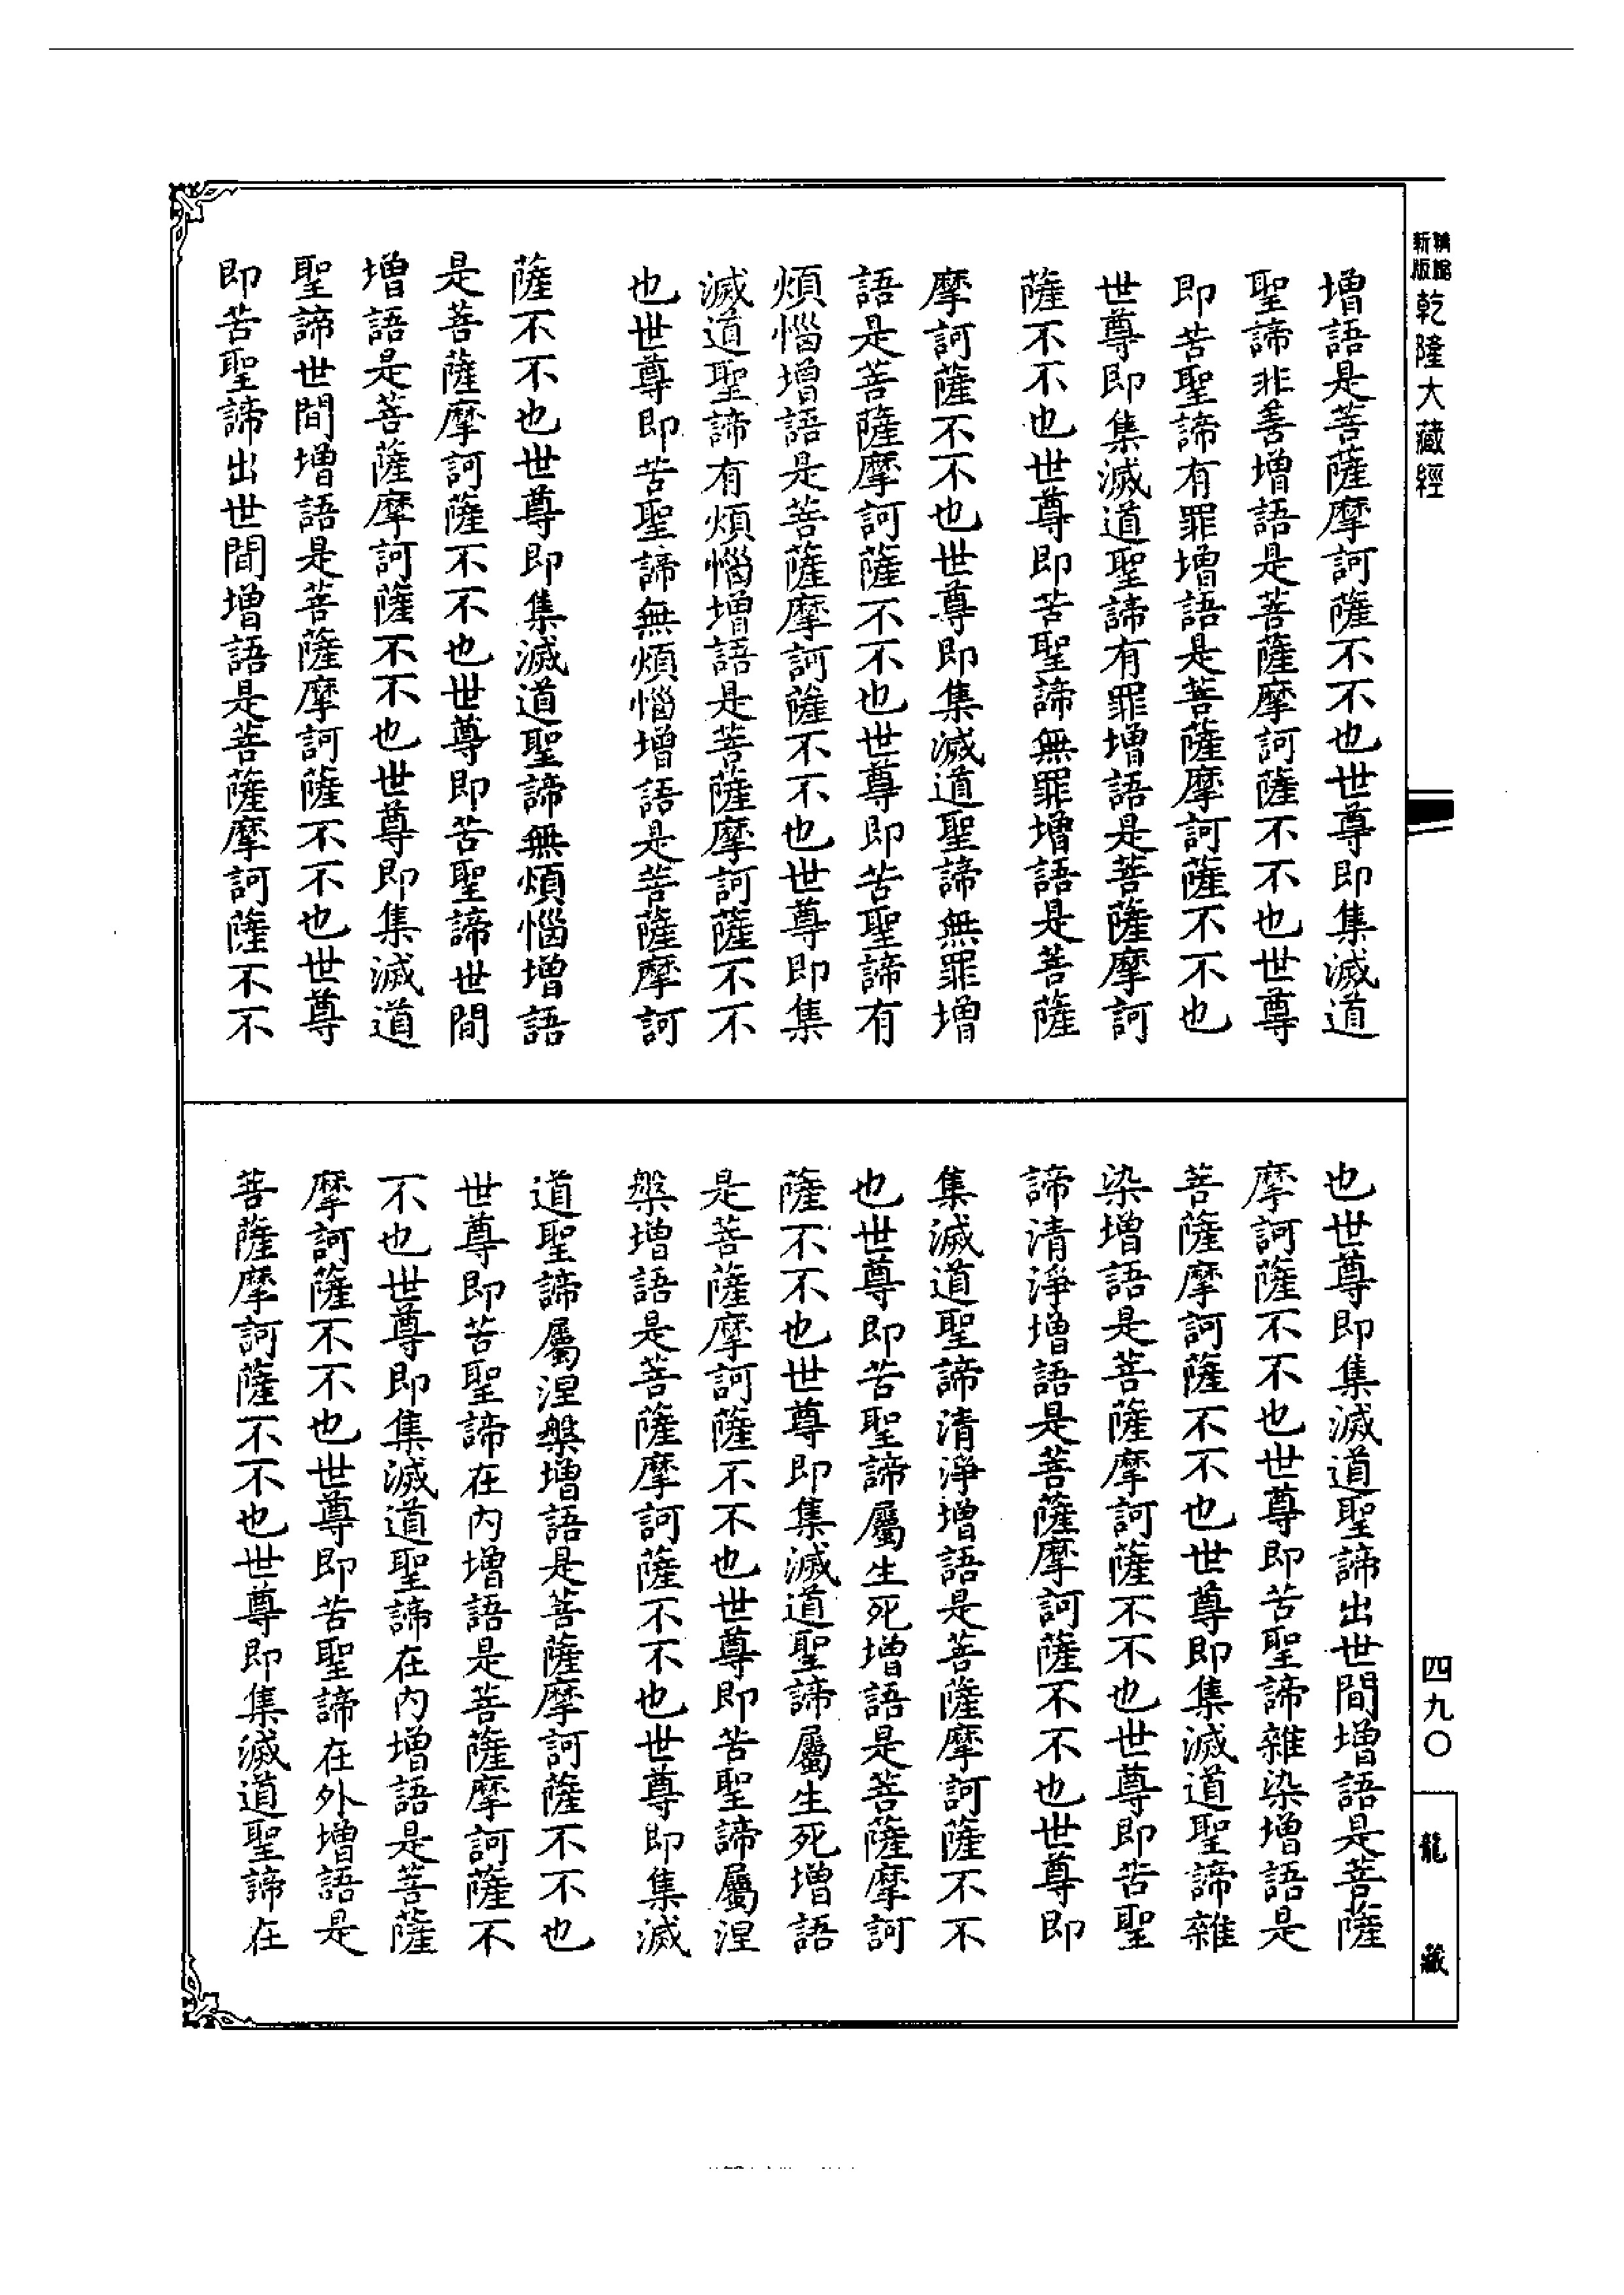 新版
乾隆大藏經
增語是菩薩摩訶薩不不也世尊即集滅道
聖諦非善增語是菩薩摩訶薩不不也世尊
即苦聖諦有罪增語是菩薩摩訶薩不不也
世尊即集滅道聖諦有罪增語是菩薩摩訶
薩不不也世尊即苦聖諦無罪增語是菩薩
摩訶薩不不也世尊即集滅道聖諦無罪增
語是菩薩摩訶薩不不也世尊即苦聖諦有
煩惱增語是菩薩摩訶薩不不也世尊即集
滅道聖諦有煩惱增語是菩薩摩訶薩不不
也世尊即苦聖諦無煩惱增語是菩薩摩訶
薩不不也世尊即集滅道聖諦無煩惱增語
是菩薩摩訶薩不不也世尊即苦聖諦世間
增語是菩薩摩訶薩不不也世尊即集滅道
聖諦世間增語是菩薩摩訶薩不不也世尊
即苦聖諦出世間增語是菩薩摩訶薩不不
也世尊即集滅道聖諦出世間增語是菩薩
摩訶薩不不也世尊即苦聖諦雜染增語是
菩薩摩訶薩不不也世尊即集滅道聖諦雜
染增語是菩薩摩訶薩不不也世尊即苦聖
諦清淨增語是菩薩摩訶薩不不也世尊即
集滅道聖諦清淨增語是菩薩摩訶薩不不
也世尊即苦聖諦屬生死增語是菩薩摩訶
薩不不也世尊即集滅道聖諦屬生死增語
是菩薩摩訶薩不不也世尊即苦聖諦屬涅
槃增語是菩薩摩訶薩不不也世尊即集滅
道聖諦屬涅槃增語是菩薩摩訶薩不不也
世尊即苦聖諦在內增語是菩薩摩訶薩不
不也世尊即集滅道聖諦在內增語是菩薩
摩訶薩不不也世尊即苦聖諦在外增語是
菩薩摩訶薩不不也世尊即集滅道聖諦在
四九〇
龍藏